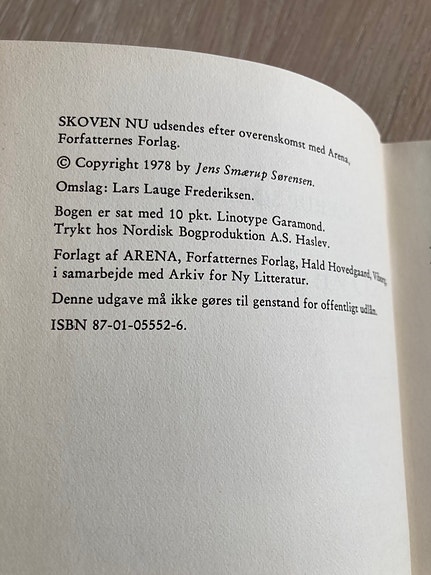 SKOVEN NU udsendes efter overenskomst med Arena,
Forfatternes Forlag.
© Copyright 1978 by Jens Smærup Sørensen.
Omslag: Lars Lauge Frederiksen.
Bogen er sat med 10 pkt. Linotype Garamond.
Trykt hos Nordisk Bogproduktion A.S. Haslev.
Forlagt af ARENA, Forfatternes Forlag, Hald Hovedgaard, Viborg,
i samarbejde med Arkiv for Ny Litteratur.
Denne udgave må ikke gøres til genstand for offentligt udlån.
ISBN 87-01-05552-6.